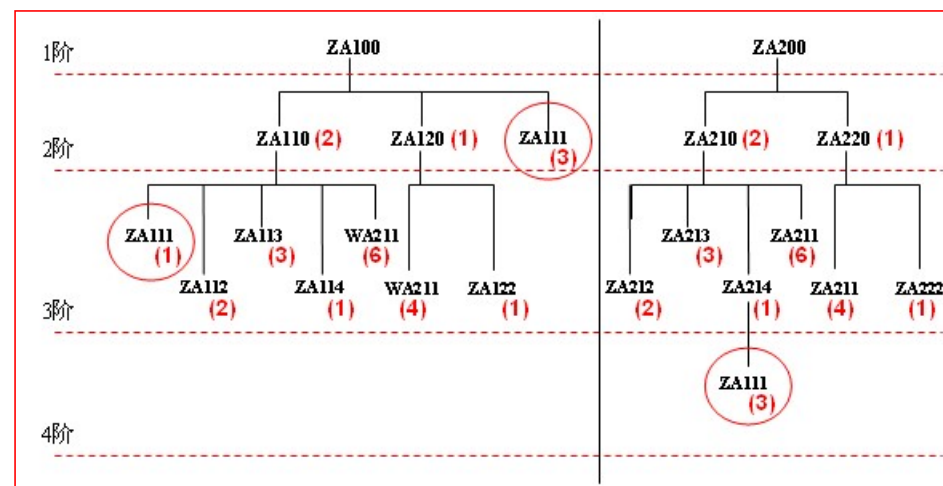 1阶 ZA100 ZA200
2阶 ZA110 (2) ZA120 (1) ZA111 (3) ZA210 (2) ZA220 (1)
ZA111 (1) ZA113 (3) WA211 (6) ZA213 (3) ZA211 (6)
3阶 ZA112 (2) ZA114 (1) WA211 (4) ZA122 (1) ZA212 (2) ZA214 (1) ZA211 (4) ZA222 (1)
ZA111 (3)
4阶